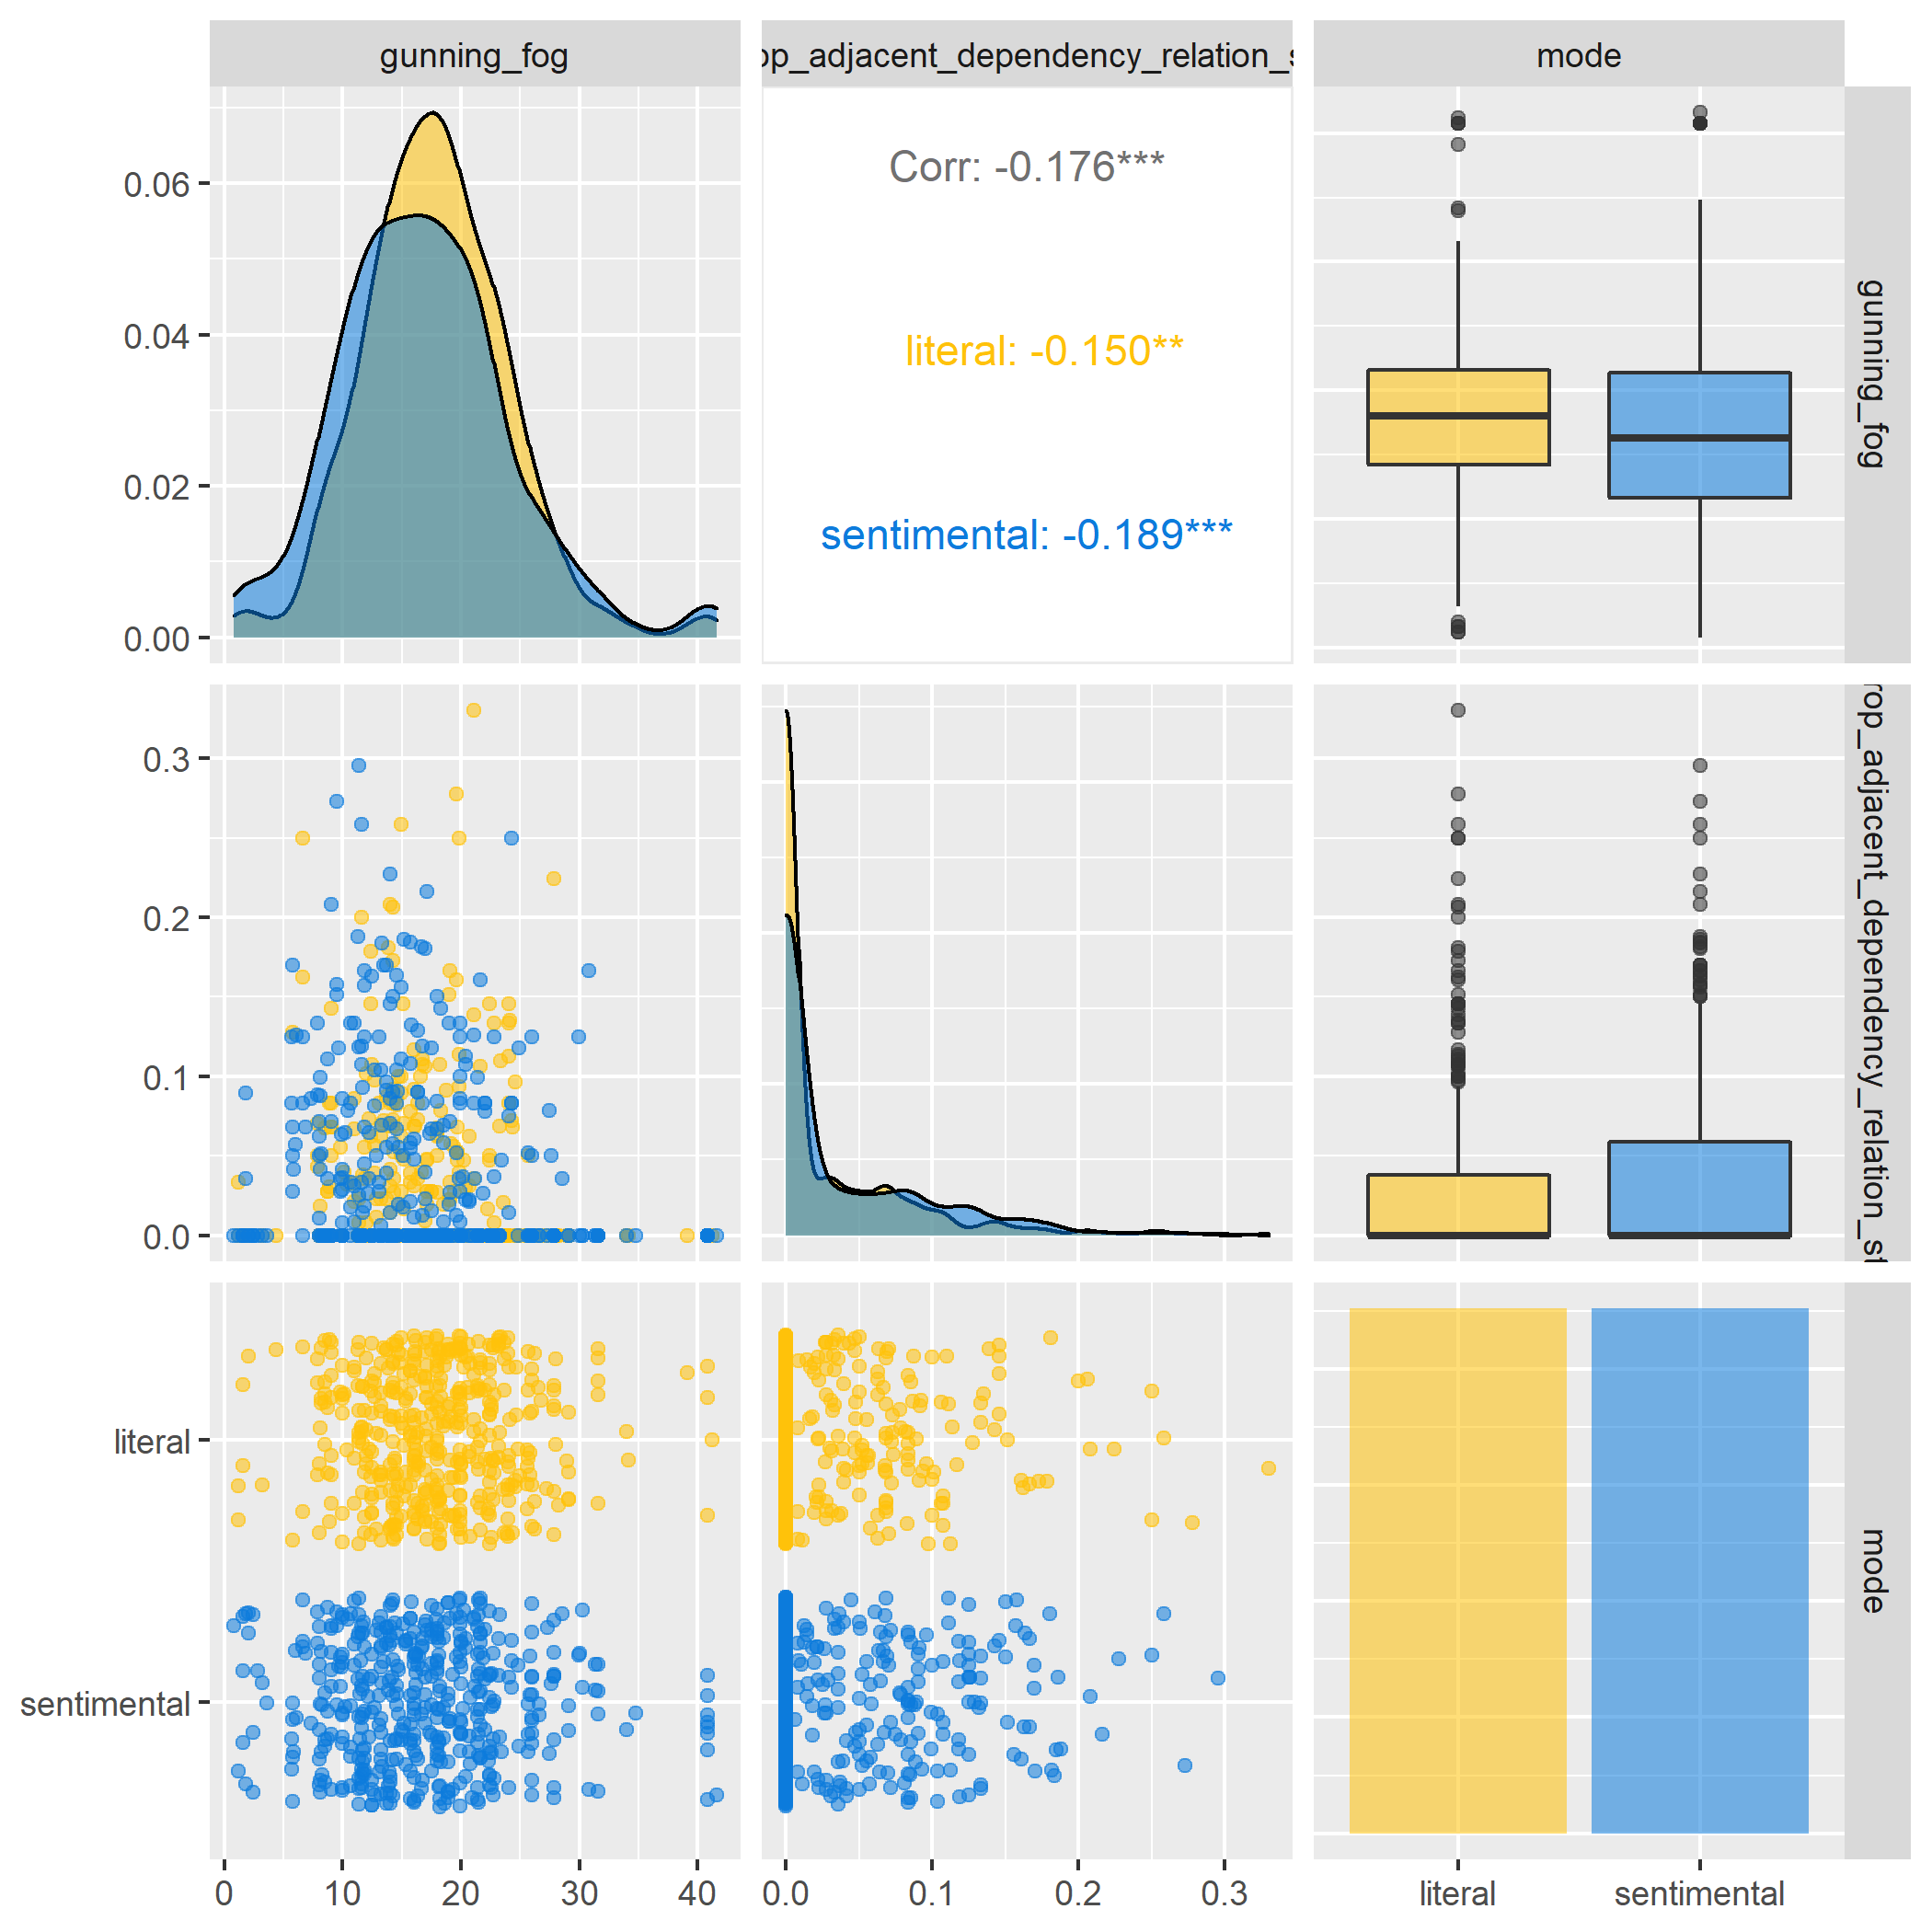 gunning_fog
op_adjacent_dependency_relation_s
mode
0.06
0.04
0.02
0.00
Corr: -0.176***
literal: -0.150**
sentimental: -0.189***
gunning_fog
0.3
0.2
0.1
0.0
rop_adjacent_dependency_relation_st
literal
sentimental
mode
0 10 20 30 40
0.0 0.1 0.2 0.3
literal sentimental